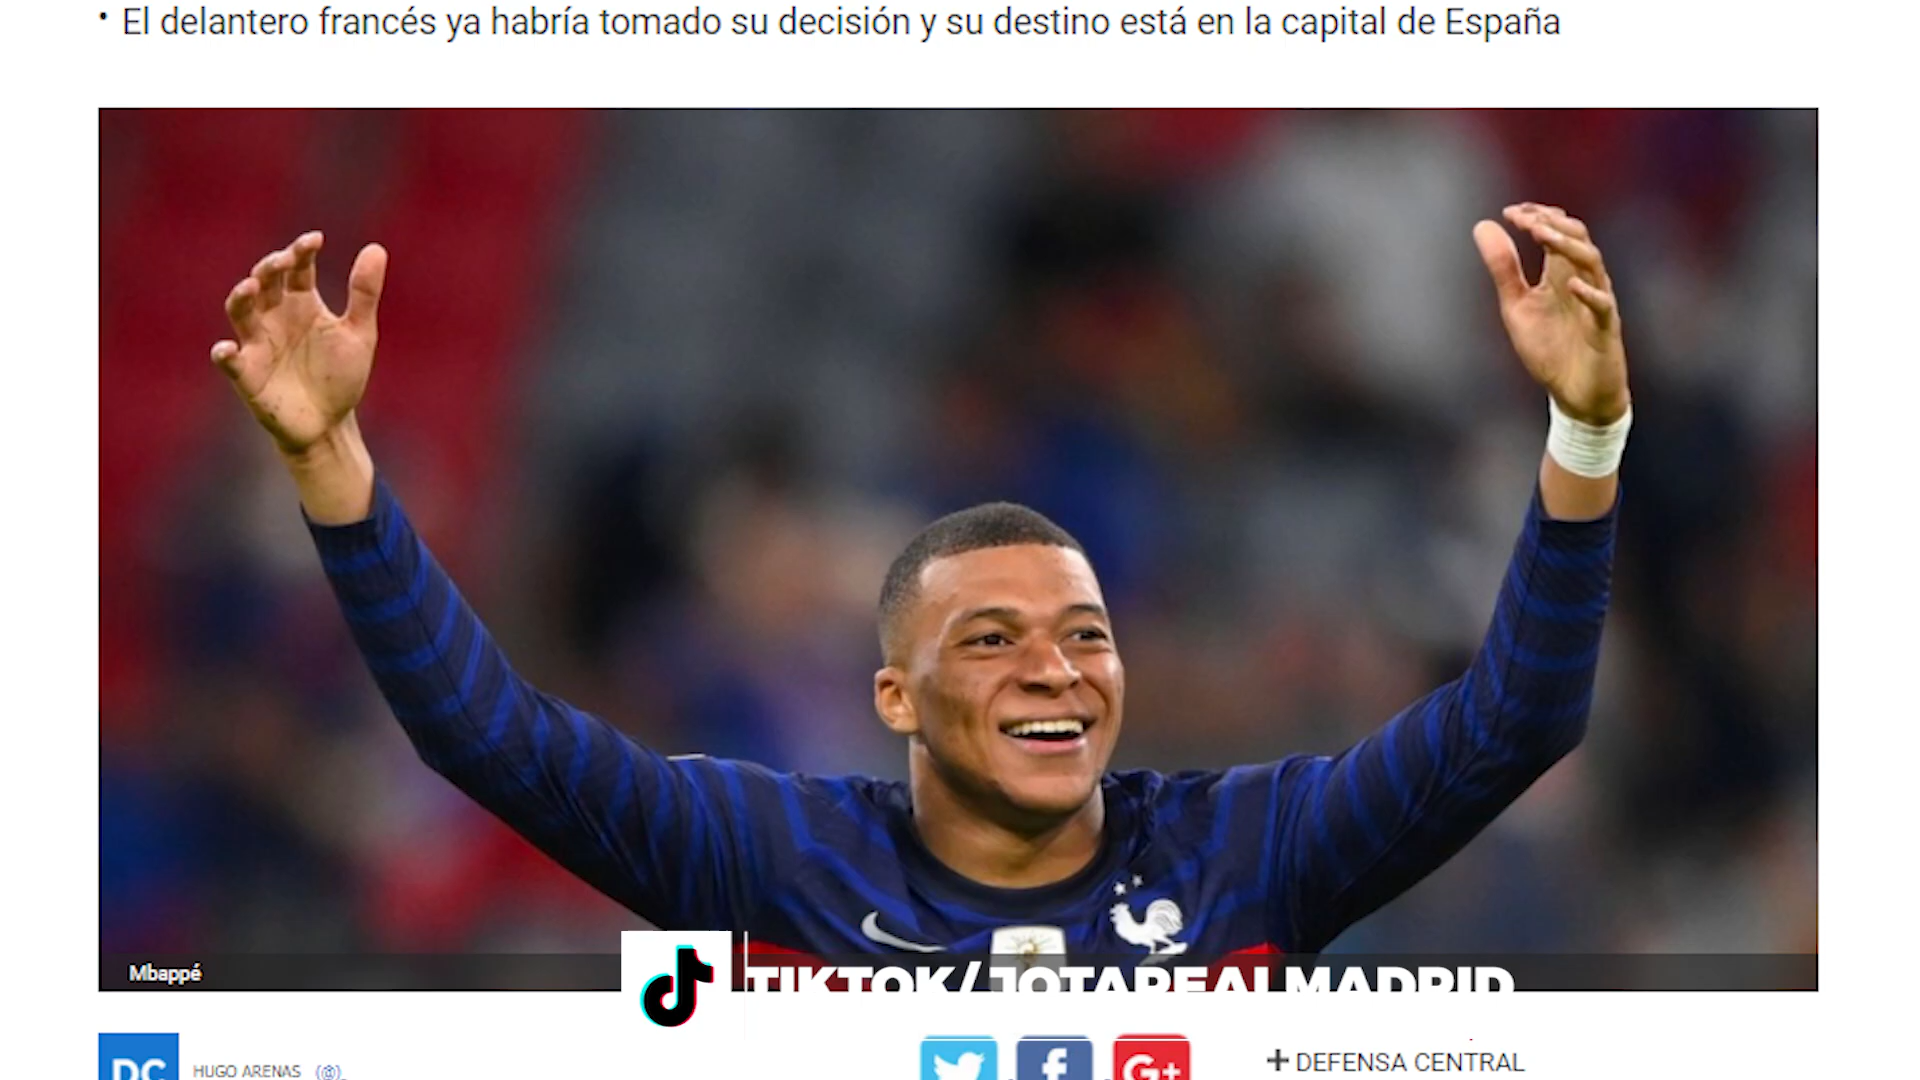 • El delantero francés ya habría tomado su decisión y su destino está en la capital de España
Mbappé
TIKTOK/JOTAREALMADRID
DC
HUGO ARENAS (@)
G+
+ DEFENSA CENTRAL